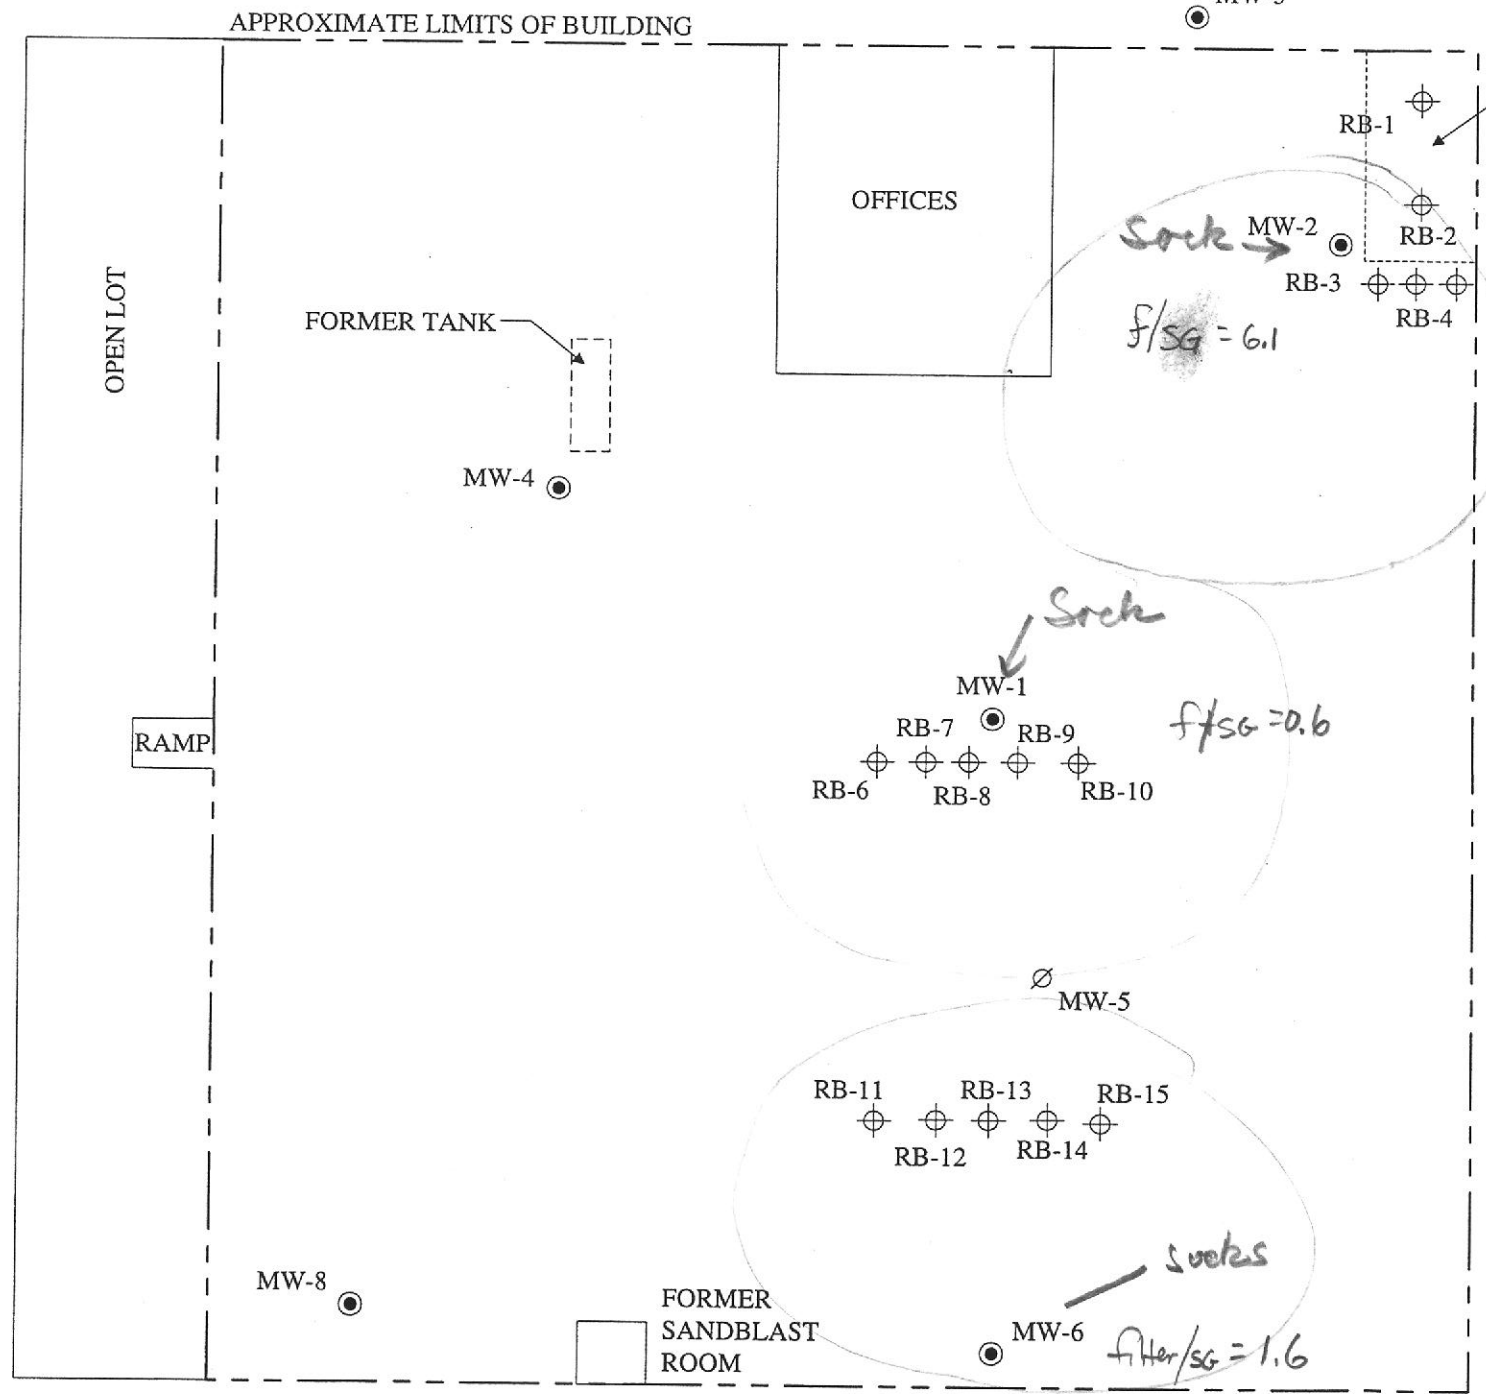 MW-3
APPROXIMATE LIMITS OF BUILDING
RB-1
OFFICES
Sock
MW-2
RB-2
RB-3
RB-4
OPEN LOT
FORMER TANK
f/SG = 6.1
MW-4
Sock
MW-1
RB-7
RB-9
f/SG = 0.6
RAMP
RB-6
RB-8
RB-10
MW-5
RB-11
RB-13
RB-15
RB-12
RB-14
socks
MW-8
FORMER
SANDBLAST
ROOM
MW-6
filter/SG = 1.6